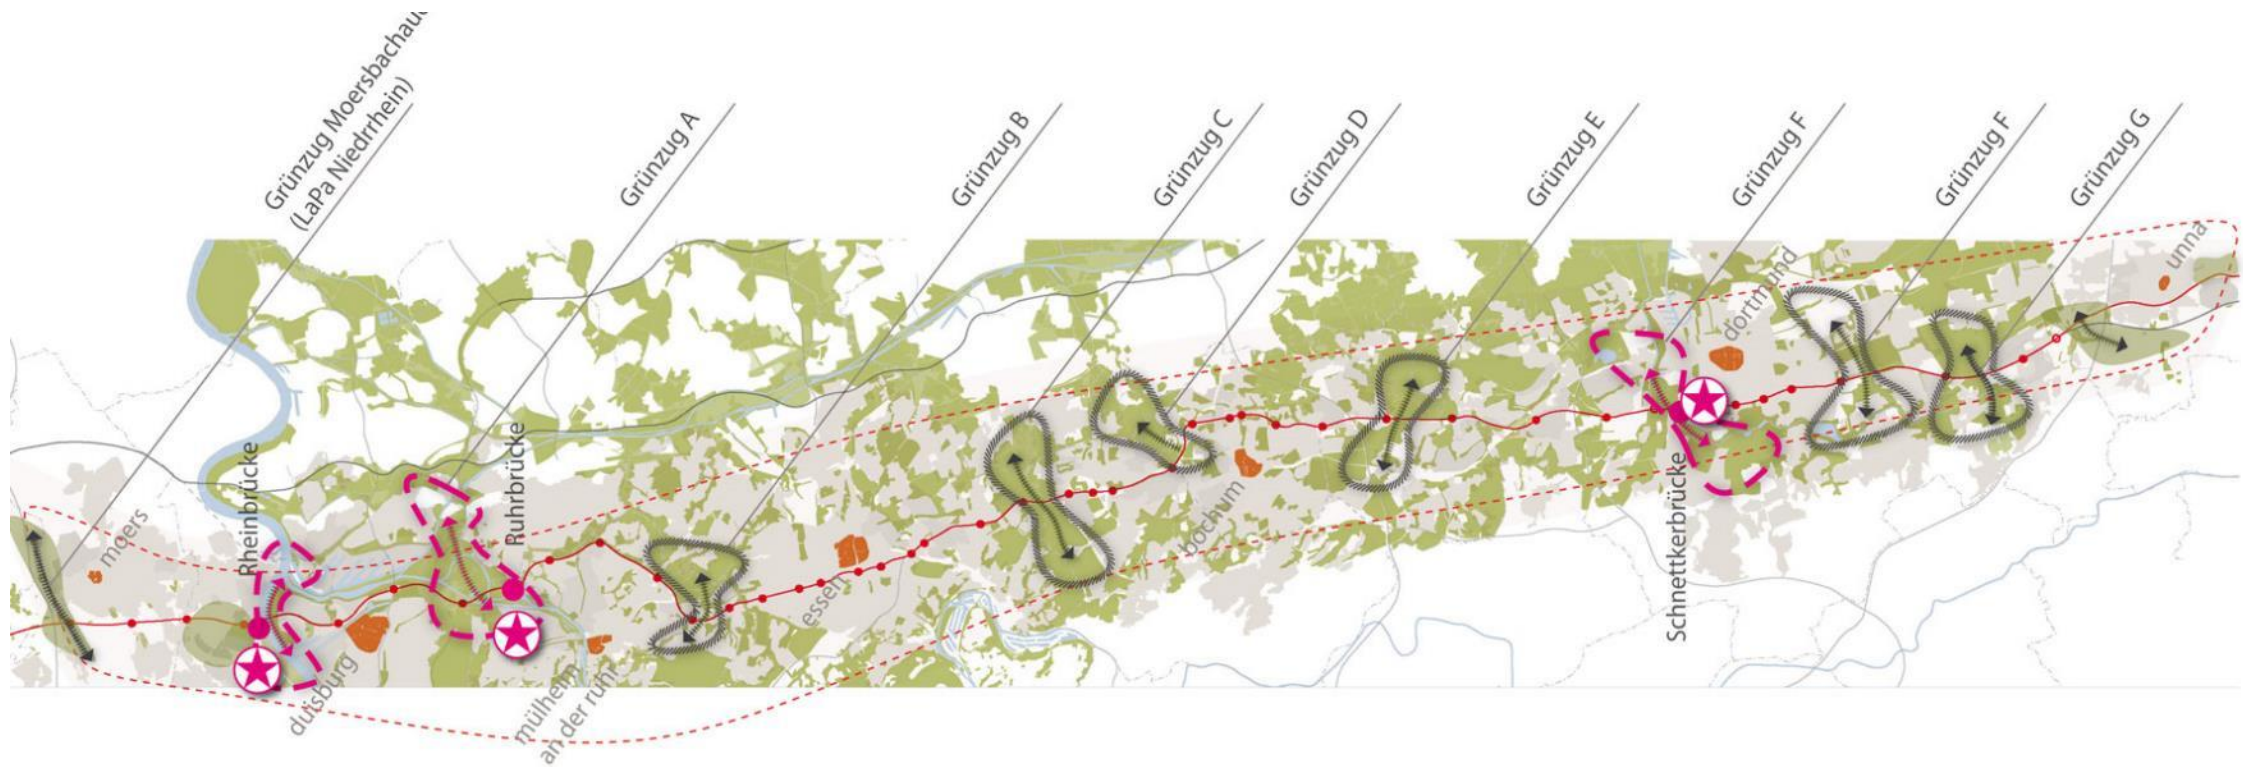 Grünzug Moersbachaue
(LaPa Niedrrhein)
Grünzug A
Grünzug B
Grünzug C
Grünzug D
Grünzug E
Grünzug F
Grünzug F
Grünzug G
moers
Rheinbrücke
duisburg
Ruhrbrücke
mülheim
an der ruhr
essen
bochum
Schnettkerbrücke
dortmund
unna